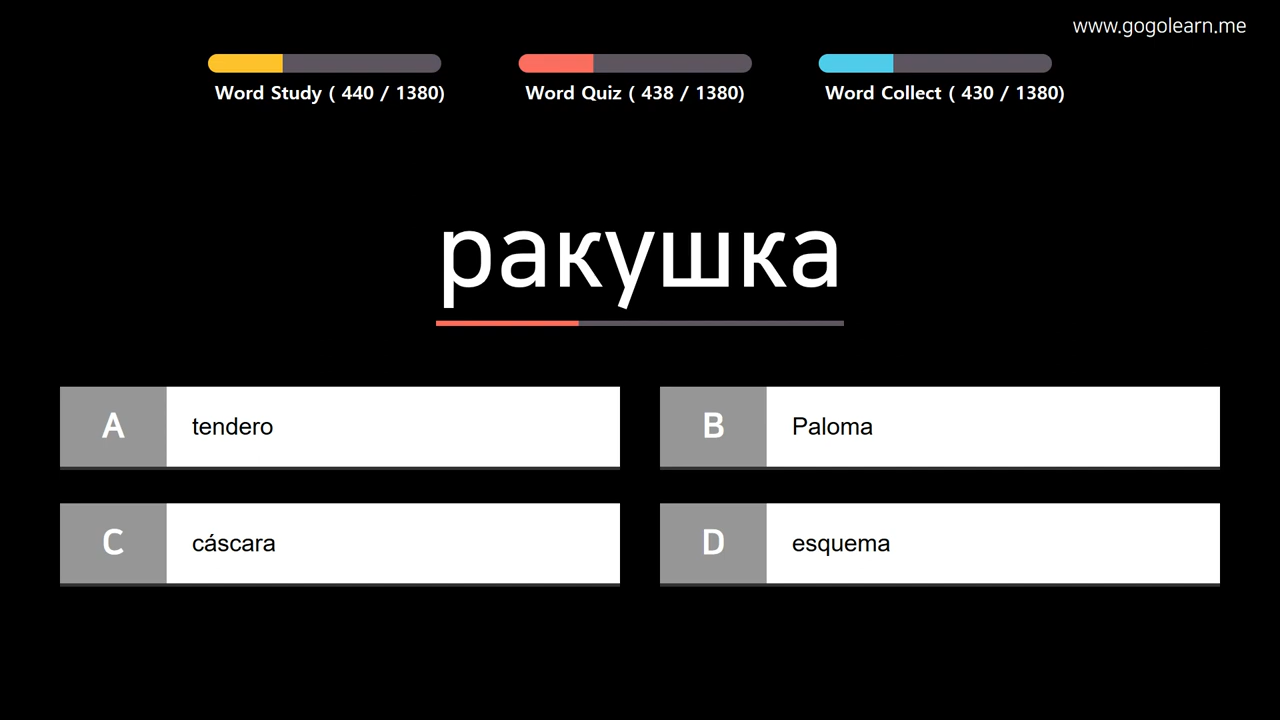 www.gogolearn.me
Word Study ( 440 / 1380)
Word Quiz ( 438 / 1380)
Word Collect ( 430 / 1380)
ракушка
A tendero
B Paloma
C cáscara
D esquema